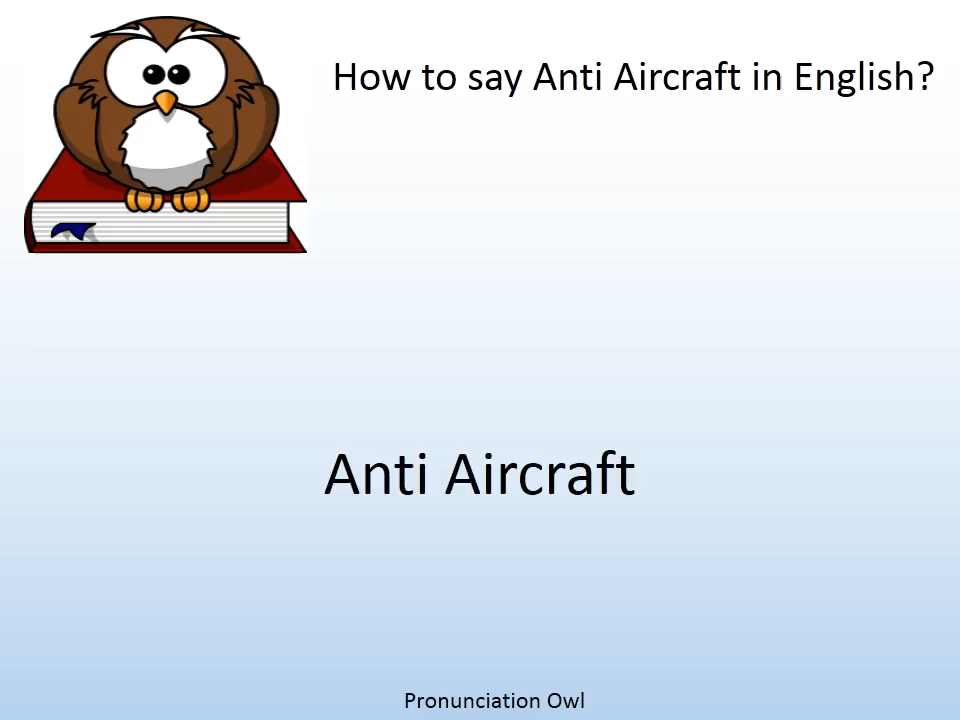 How to say Anti Aircraft in English?
Anti Aircraft
Pronunciation Owl